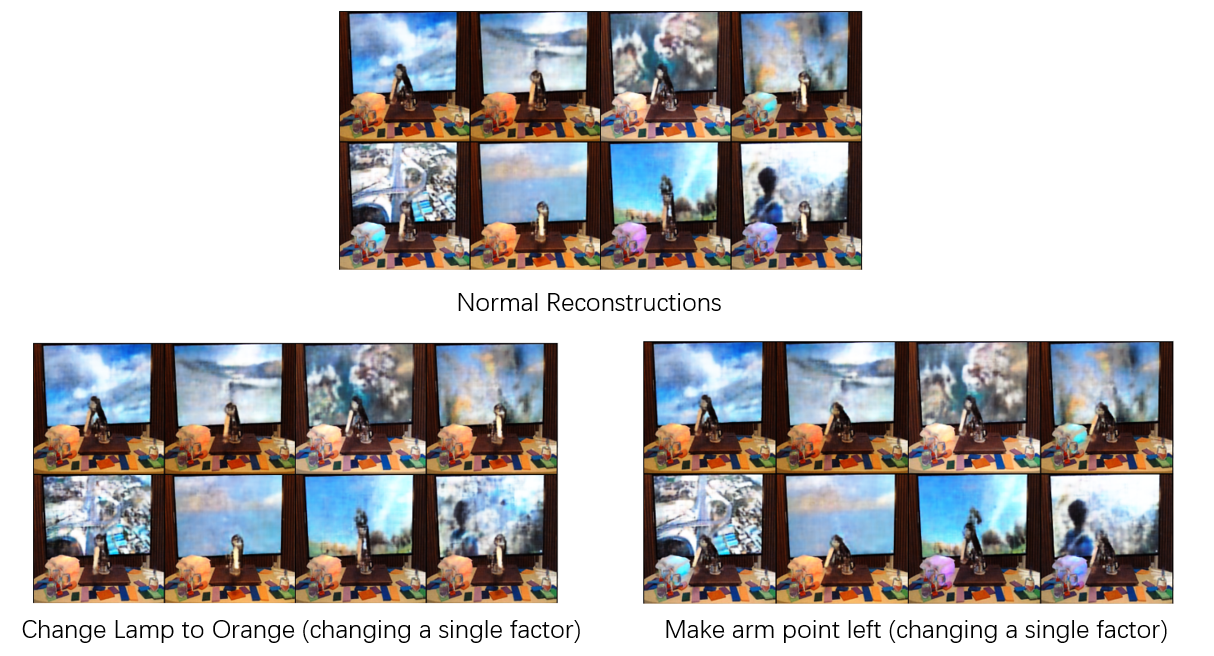 Normal Reconstructions
Change Lamp to Orange (changing a single factor)
Make arm point left (changing a single factor)